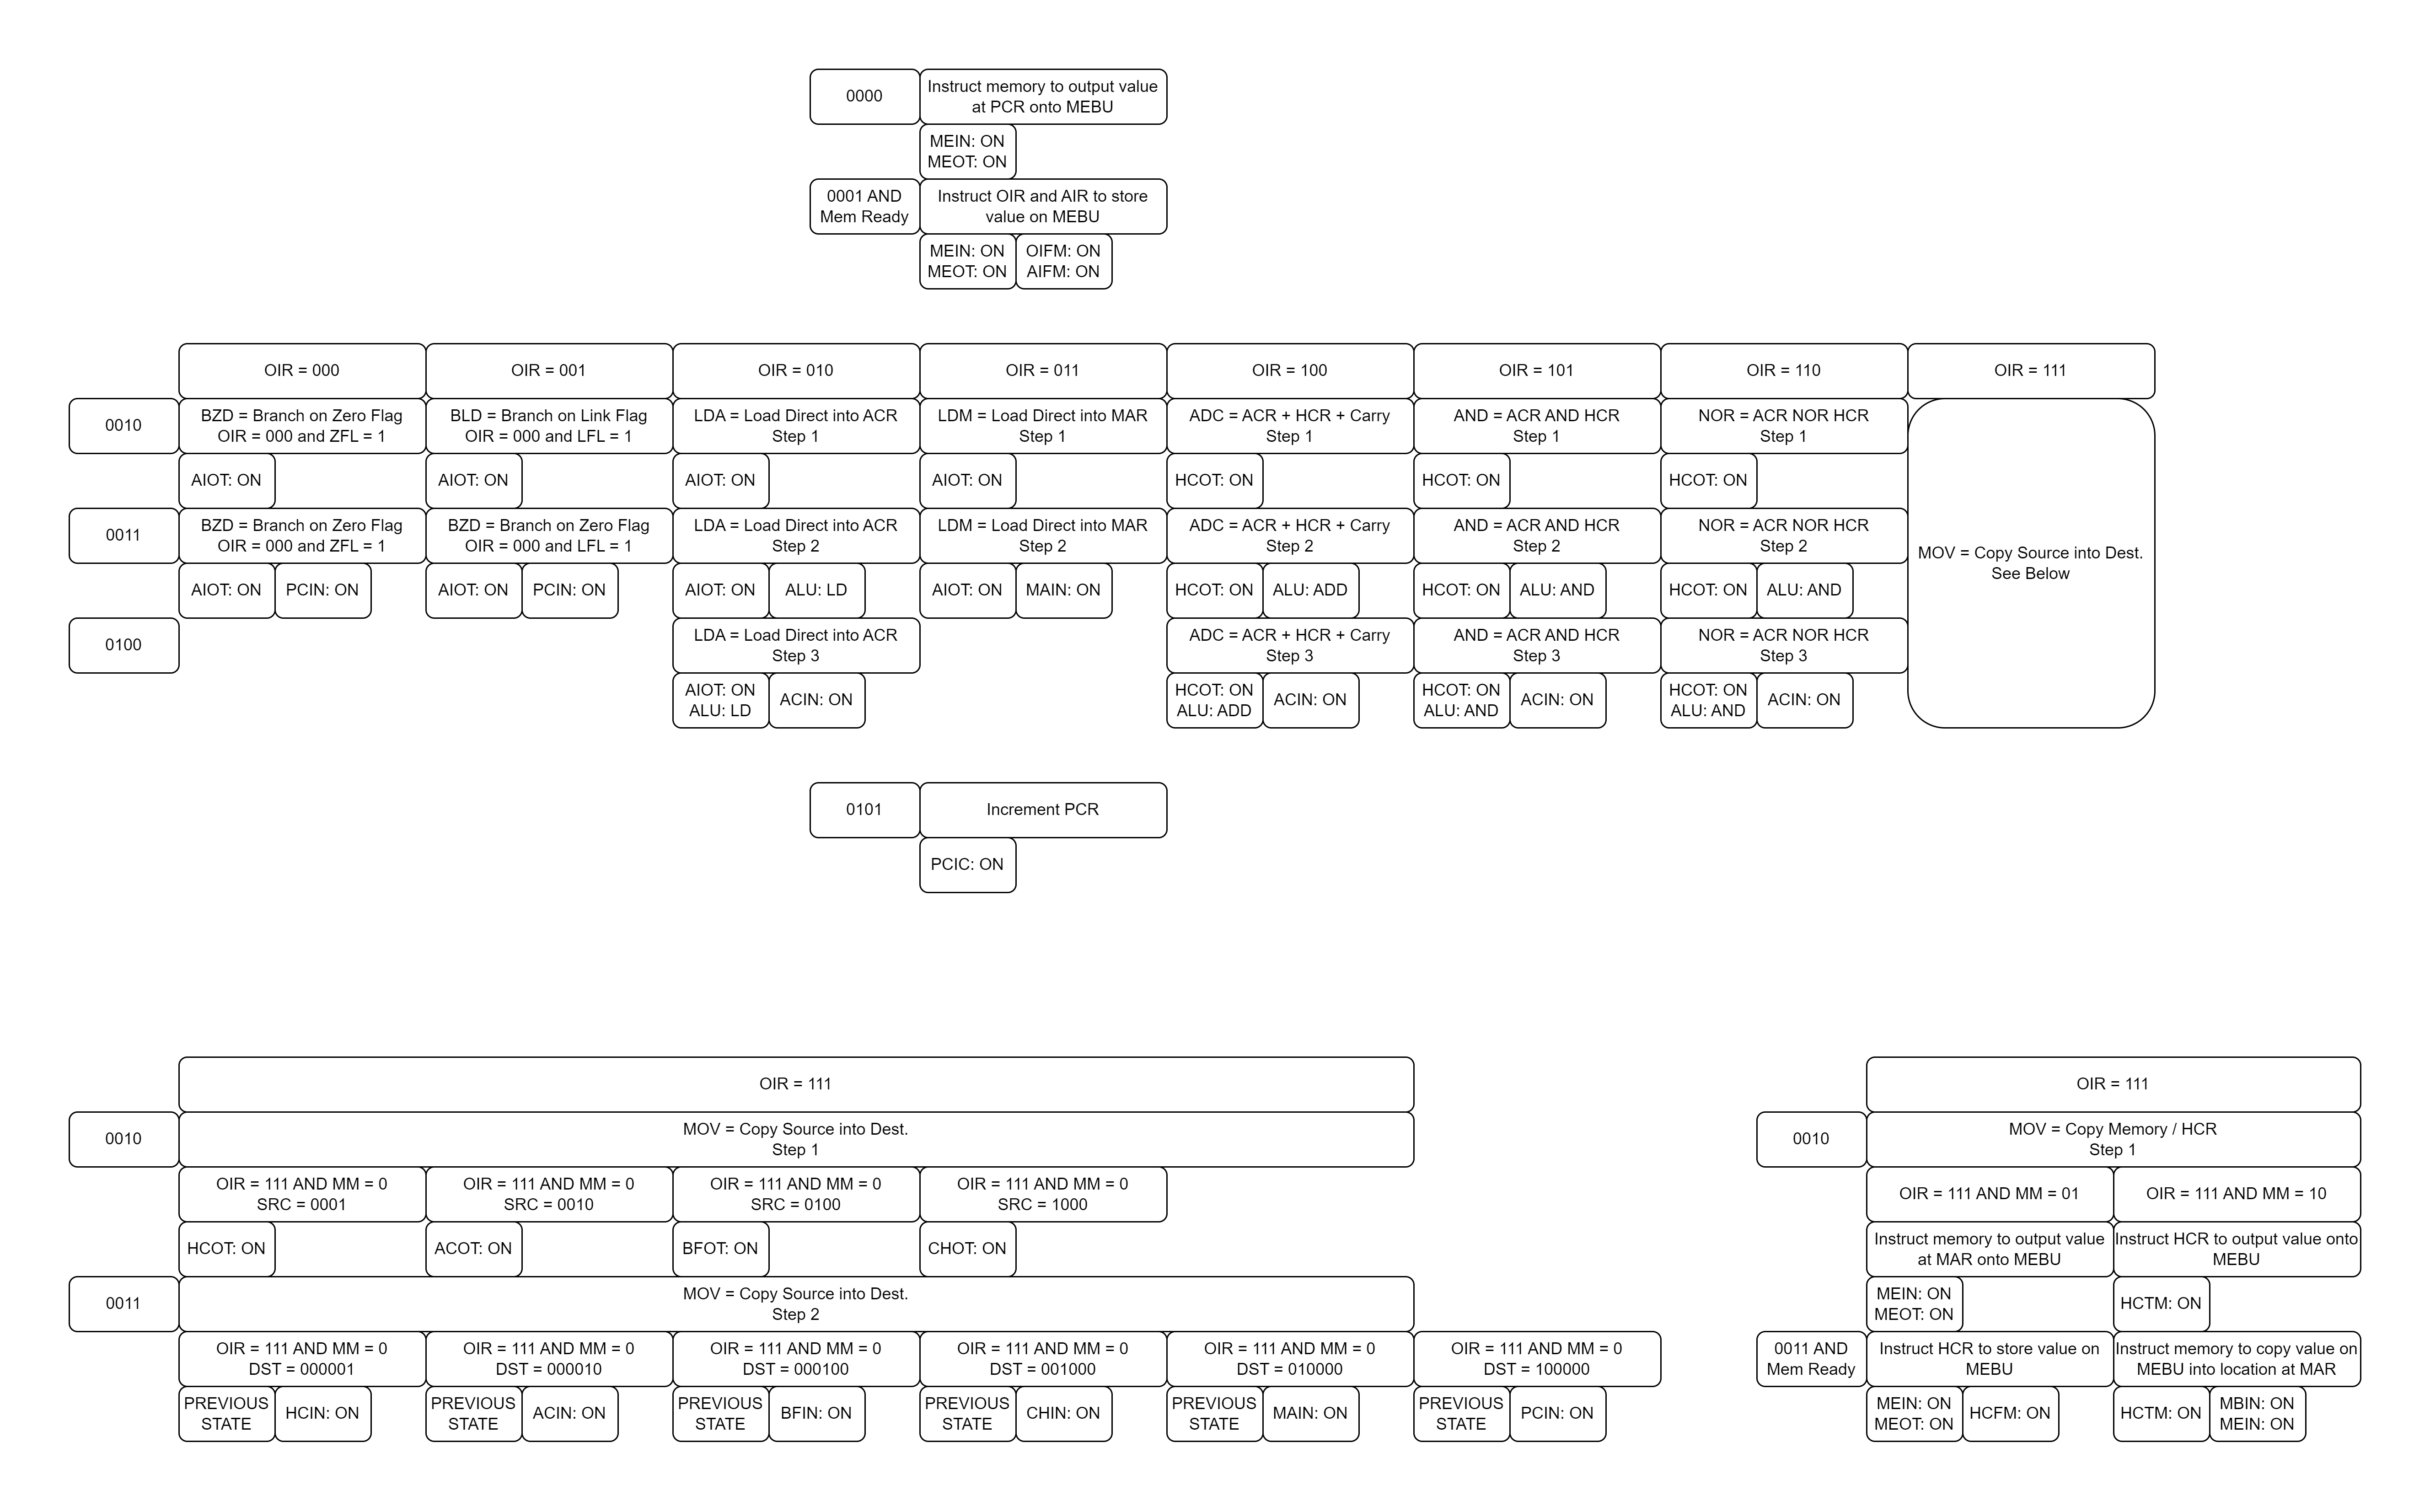 0000
Instruct memory to output value
at PCR onto MEBU
MEIN: ON
MEOT: ON
0001 AND
Mem Ready
Instruct OIR and AIR to store
value on MEBU
MEIN: ON
MEOT: ON
OIFM: ON
AIFM: ON
OIR = 000
OIR = 001
OIR = 010
OIR = 011
OIR = 100
OIR = 101
OIR = 110
OIR = 111
0010
BZD = Branch on Zero Flag
OIR = 000 and ZFL = 1
BLD = Branch on Link Flag
OIR = 000 and LFL = 1
LDA = Load Direct into ACR
Step 1
LDM = Load Direct into MAR
Step 1
ADC = ACR + HCR + Carry
Step 1
AND = ACR AND HCR
Step 1
NOR = ACR NOR HCR
Step 1
AIOT: ON
AIOT: ON
AIOT: ON
AIOT: ON
HCOT: ON
HCOT: ON
HCOT: ON
0011
BZD = Branch on Zero Flag
OIR = 000 and ZFL = 1
BZD = Branch on Zero Flag
OIR = 000 and LFL = 1
LDA = Load Direct into ACR
Step 2
LDM = Load Direct into MAR
Step 2
ADC = ACR + HCR + Carry
Step 2
AND = ACR AND HCR
Step 2
NOR = ACR NOR HCR
Step 2
MOV = Copy Source into Dest.
See Below
AIOT: ON
PCIN: ON
AIOT: ON
PCIN: ON
AIOT: ON
ALU: LD
AIOT: ON
MAIN: ON
HCOT: ON
ALU: ADD
HCOT: ON
ALU: AND
HCOT: ON
ALU: AND
0100
LDA = Load Direct into ACR
Step 3
ADC = ACR + HCR + Carry
Step 3
AND = ACR AND HCR
Step 3
NOR = ACR NOR HCR
Step 3
AIOT: ON
ALU: LD
ACIN: ON
HCOT: ON
ALU: ADD
ACIN: ON
HCOT: ON
ALU: AND
ACIN: ON
HCOT: ON
ALU: AND
ACIN: ON
0101
Increment PCR
PCIC: ON
OIR = 111
0010
MOV = Copy Source into Dest.
Step 1
OIR = 111 AND MM = 0
SRC = 0001
OIR = 111 AND MM = 0
SRC = 0010
OIR = 111 AND MM = 0
SRC = 0100
OIR = 111 AND MM = 0
SRC = 1000
HCOT: ON
ACOT: ON
BFOT: ON
CHOT: ON
0011
MOV = Copy Source into Dest.
Step 2
OIR = 111 AND MM = 0
DST = 000001
OIR = 111 AND MM = 0
DST = 000010
OIR = 111 AND MM = 0
DST = 000100
OIR = 111 AND MM = 0
DST = 001000
OIR = 111 AND MM = 0
DST = 010000
OIR = 111 AND MM = 0
DST = 100000
PREVIOUS
STATE
HCIN: ON
PREVIOUS
STATE
ACIN: ON
PREVIOUS
STATE
BFIN: ON
PREVIOUS
STATE
CHIN: ON
PREVIOUS
STATE
MAIN: ON
PREVIOUS
STATE
PCIN: ON
OIR = 111
0010
MOV = Copy Memory / HCR
Step 1
OIR = 111 AND MM = 01
OIR = 111 AND MM = 10
Instruct memory to output value
at MAR onto MEBU
Instruct HCR to output value onto
MEBU
MEIN: ON
MEOT: ON
HCTM: ON
0011 AND
Mem Ready
Instruct HCR to store value on
MEBU
Instruct memory to copy value on
MEBU into location at MAR
MEIN: ON
MEOT: ON
HCFM: ON
HCTM: ON
MBIN: ON
MEIN: ON